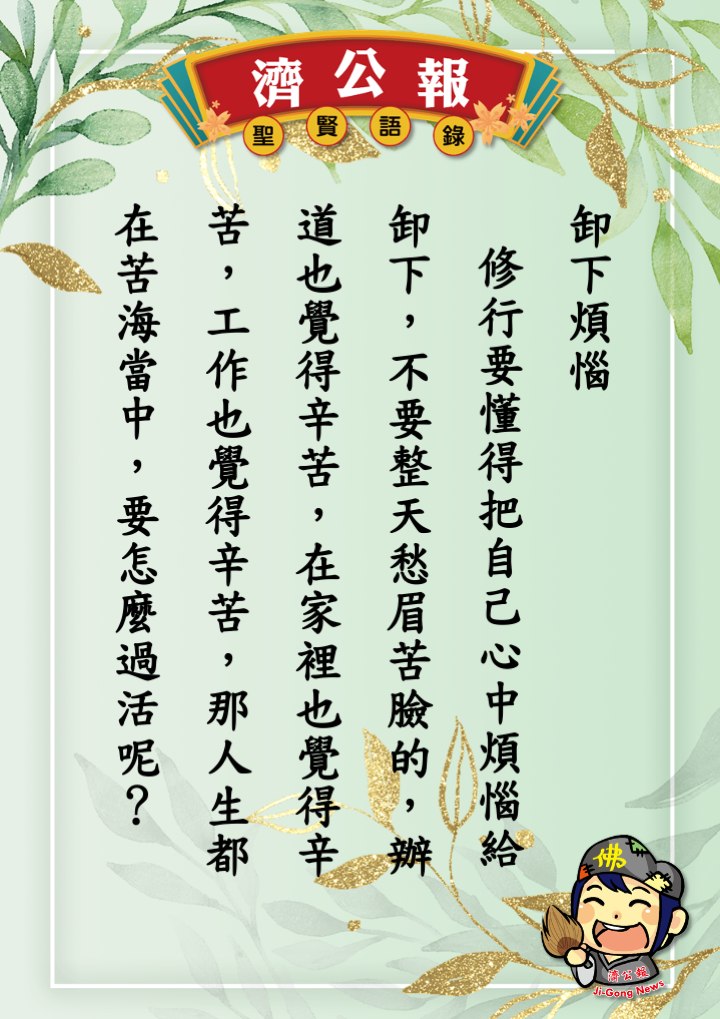 濟公報
聖賢語錄
卸下煩惱
修行要懂得把自己心中煩惱給
卸下，不要整天愁眉苦臉的，辦
道也覺得辛苦，在家裡也覺得辛
苦，工作也覺得辛苦，那人生都
在苦海當中，要怎麼過活呢？
佛
濟公報
Ji-Gong News